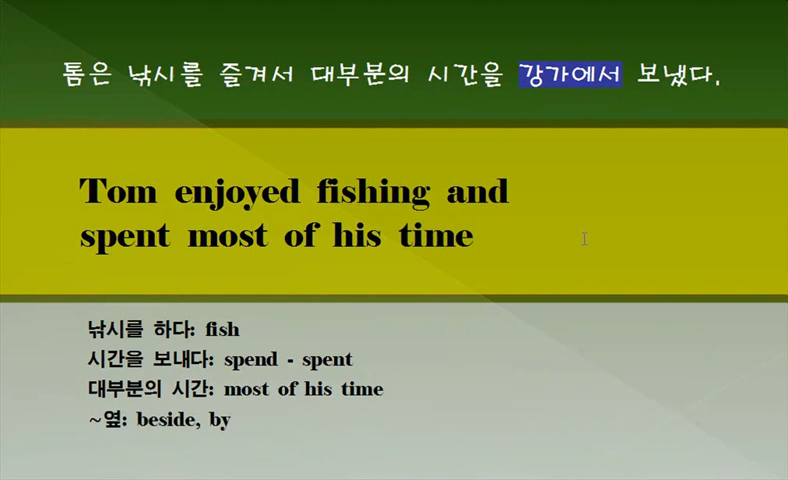 톰은 낚시를 즐겨서 대부분의 시간을 강가에서 보냈다.
Tom enjoyed fishing and
spent most of his time
낚시를 하다: fish
시간을 보내다: spend - spent
대부분의 시간: most of his time
~옆: beside, by